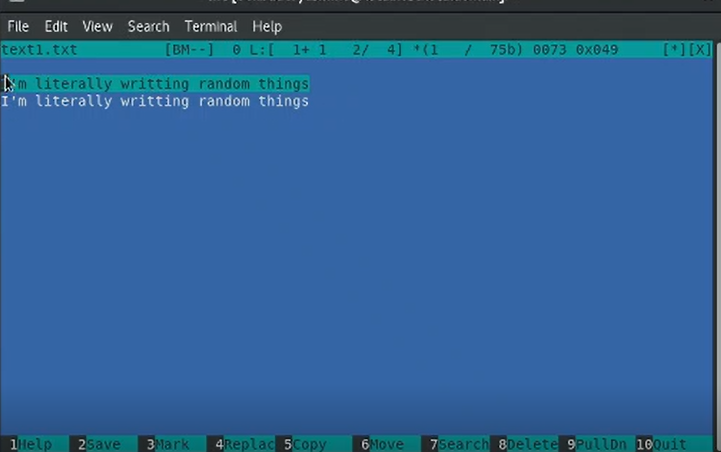 File Edit View Search Terminal Help
text1.txt [BM--] 0 L:[ 1+ 1 2/ 4] *(1 / 75b) 0073 0x049 [*][X]
I'm literally writting random things
I'm literally writting random things
1Help 2Save 3Mark 4Replac 5Copy 6Move 7Search 8Delete 9PullDn 10Quit